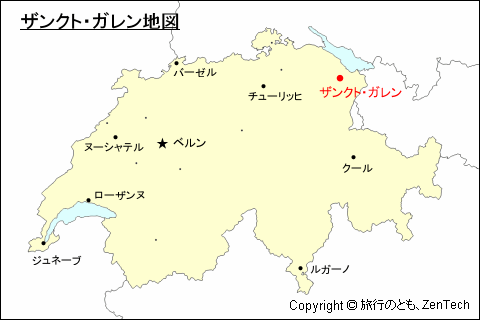 ザンクト・ガレン地図
バーゼル
チューリッヒ
ザンクト・ガレン
ヌーシャテル
ベルン
クール
ローザンヌ
ジュネーブ
ルガーノ
Copyright © 旅行のとも、ZenTech